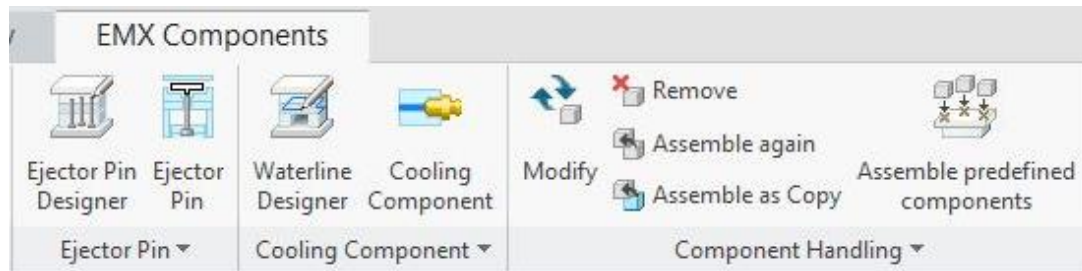 EMX Components
Ejector Pin
Designer
Ejector
Pin
Waterline
Designer
Cooling
Component
Modify
Remove
Assemble again
Assemble as Copy
Assemble predefined
components
Ejector Pin
Cooling Component
Component Handling